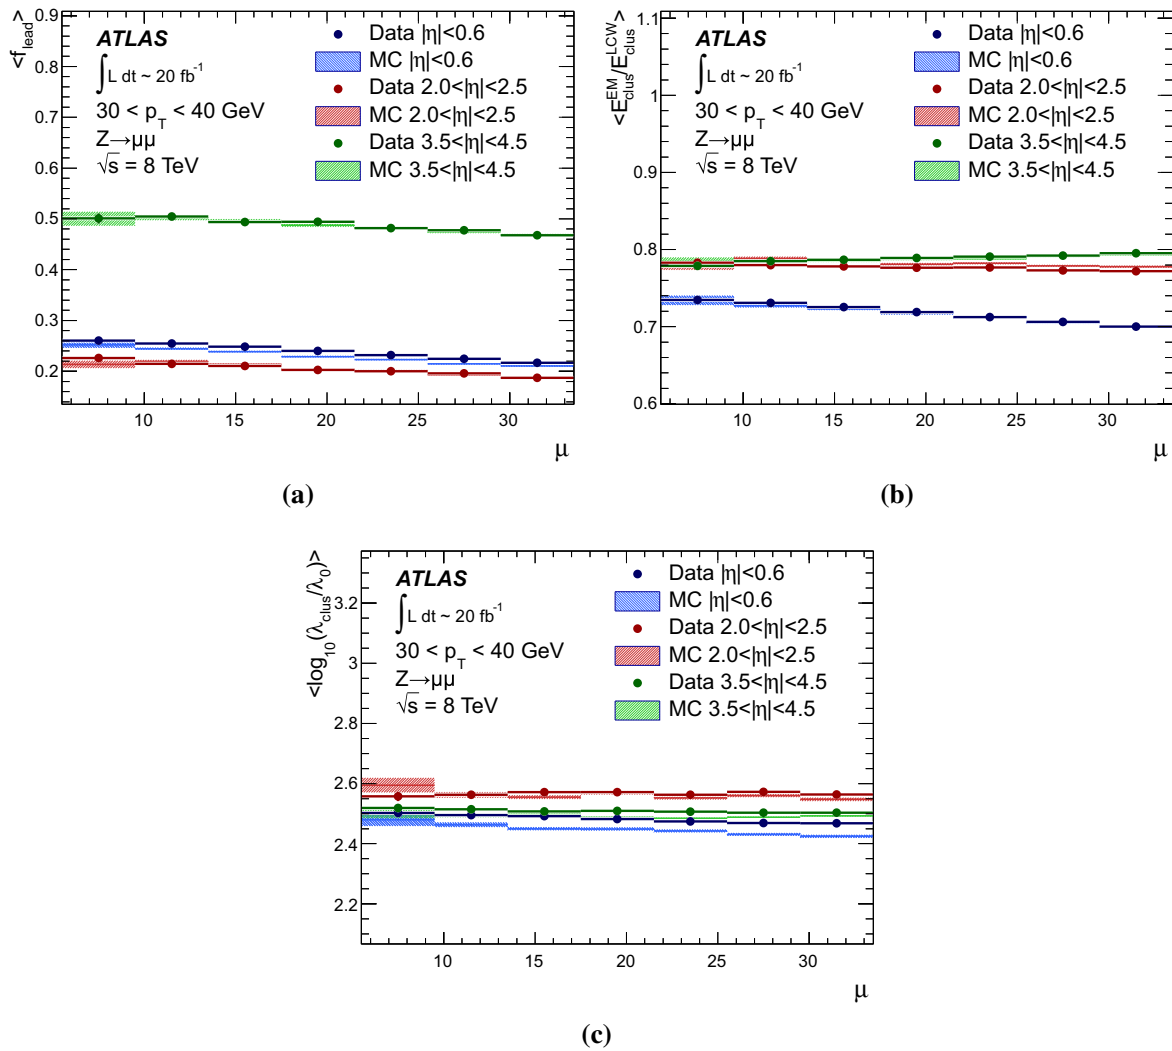 <f_lead>
ATLAS
∫ L dt ~ 20 fb⁻¹
30 < p_T < 40 GeV
Z→μμ
√s = 8 TeV
Data |η|<0.6
MC |η|<0.6
Data 2.0<|η|<2.5
MC 2.0<|η|<2.5
Data 3.5<|η|<4.5
MC 3.5<|η|<4.5
0.9
0.8
0.7
0.6
0.5
0.4
0.3
0.2
10 15 20 25 30
μ
(a)
<E^EM_clus/E^LCW_clus>
ATLAS
∫ L dt ~ 20 fb⁻¹
30 < p_T < 40 GeV
Z→μμ
√s = 8 TeV
Data |η|<0.6
MC |η|<0.6
Data 2.0<|η|<2.5
MC 2.0<|η|<2.5
Data 3.5<|η|<4.5
MC 3.5<|η|<4.5
1.1
1
0.9
0.8
0.7
0.6
10 15 20 25 30
μ
(b)
<log₁₀(λ_clus/λ₀)>
ATLAS
∫ L dt ~ 20 fb⁻¹
30 < p_T < 40 GeV
Z→μμ
√s = 8 TeV
Data |η|<0.6
MC |η|<0.6
Data 2.0<|η|<2.5
MC 2.0<|η|<2.5
Data 3.5<|η|<4.5
MC 3.5<|η|<4.5
3.2
3
2.8
2.6
2.4
2.2
10 15 20 25 30
μ
(c)